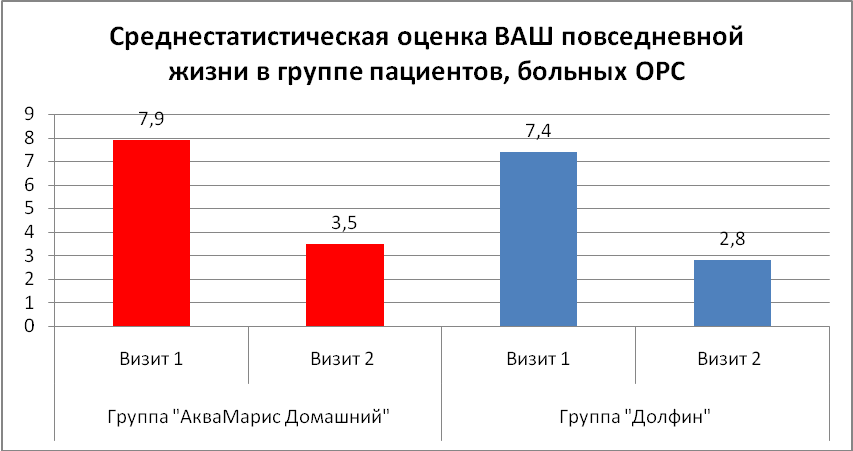 Среднестатистическая оценка ВАШ повседневной
жизни в группе пациентов, больных ОРС
9
8
7
6
5
4
3
2
1
0
7,9
3,5
7,4
2,8
Визит 1
Визит 2
Визит 1
Визит 2
Группа "АкваМарис Домашний"
Группа "Долфин"